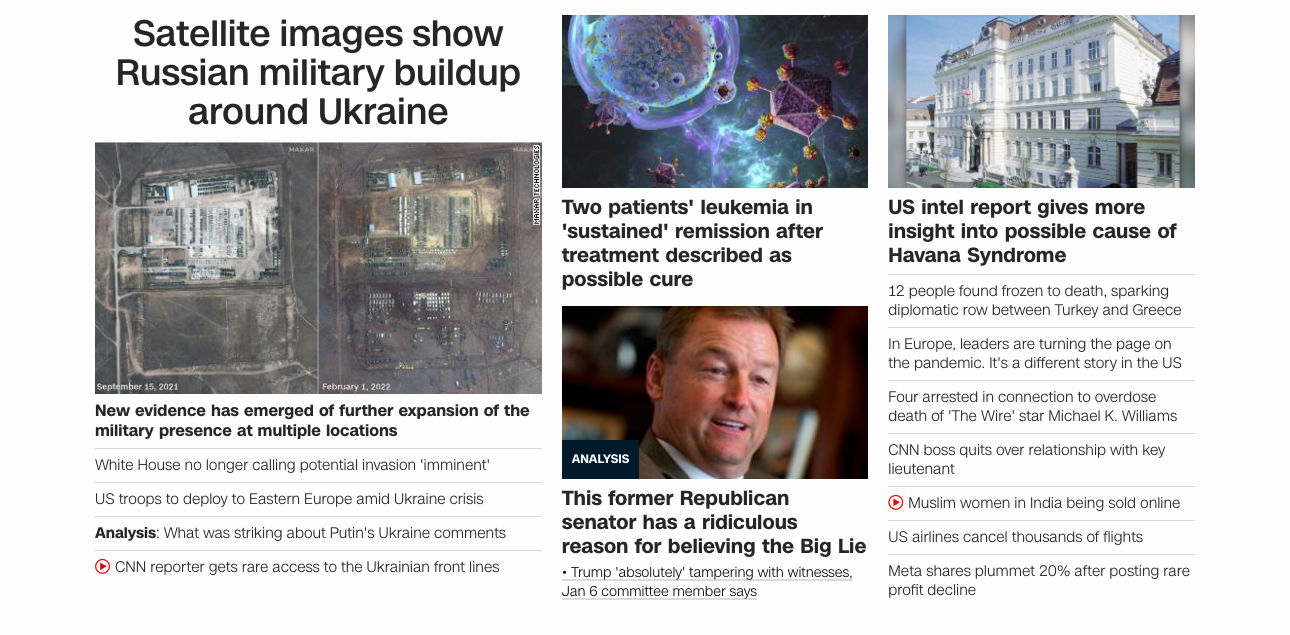 Satellite images show
Russian military buildup
around Ukraine
MAXAR
MAXAR TECHNOLOGIES
September 15, 2021
February 1, 2022
New evidence has emerged of further expansion of the
military presence at multiple locations
White House no longer calling potential invasion 'imminent'
US troops to deploy to Eastern Europe amid Ukraine crisis
Analysis: What was striking about Putin's Ukraine comments
CNN reporter gets rare access to the Ukrainian front lines
Two patients' leukemia in
'sustained' remission after
treatment described as
possible cure
ANALYSIS
This former Republican
senator has a ridiculous
reason for believing the Big Lie
• Trump 'absolutely' tampering with witnesses,
Jan 6 committee member says
US intel report gives more
insight into possible cause of
Havana Syndrome
12 people found frozen to death, sparking
diplomatic row between Turkey and Greece
In Europe, leaders are turning the page on
the pandemic. It's a different story in the US
Four arrested in connection to overdose
death of 'The Wire' star Michael K. Williams
CNN boss quits over relationship with key
lieutenant
Muslim women in India being sold online
US airlines cancel thousands of flights
Meta shares plummet 20% after posting rare
profit decline